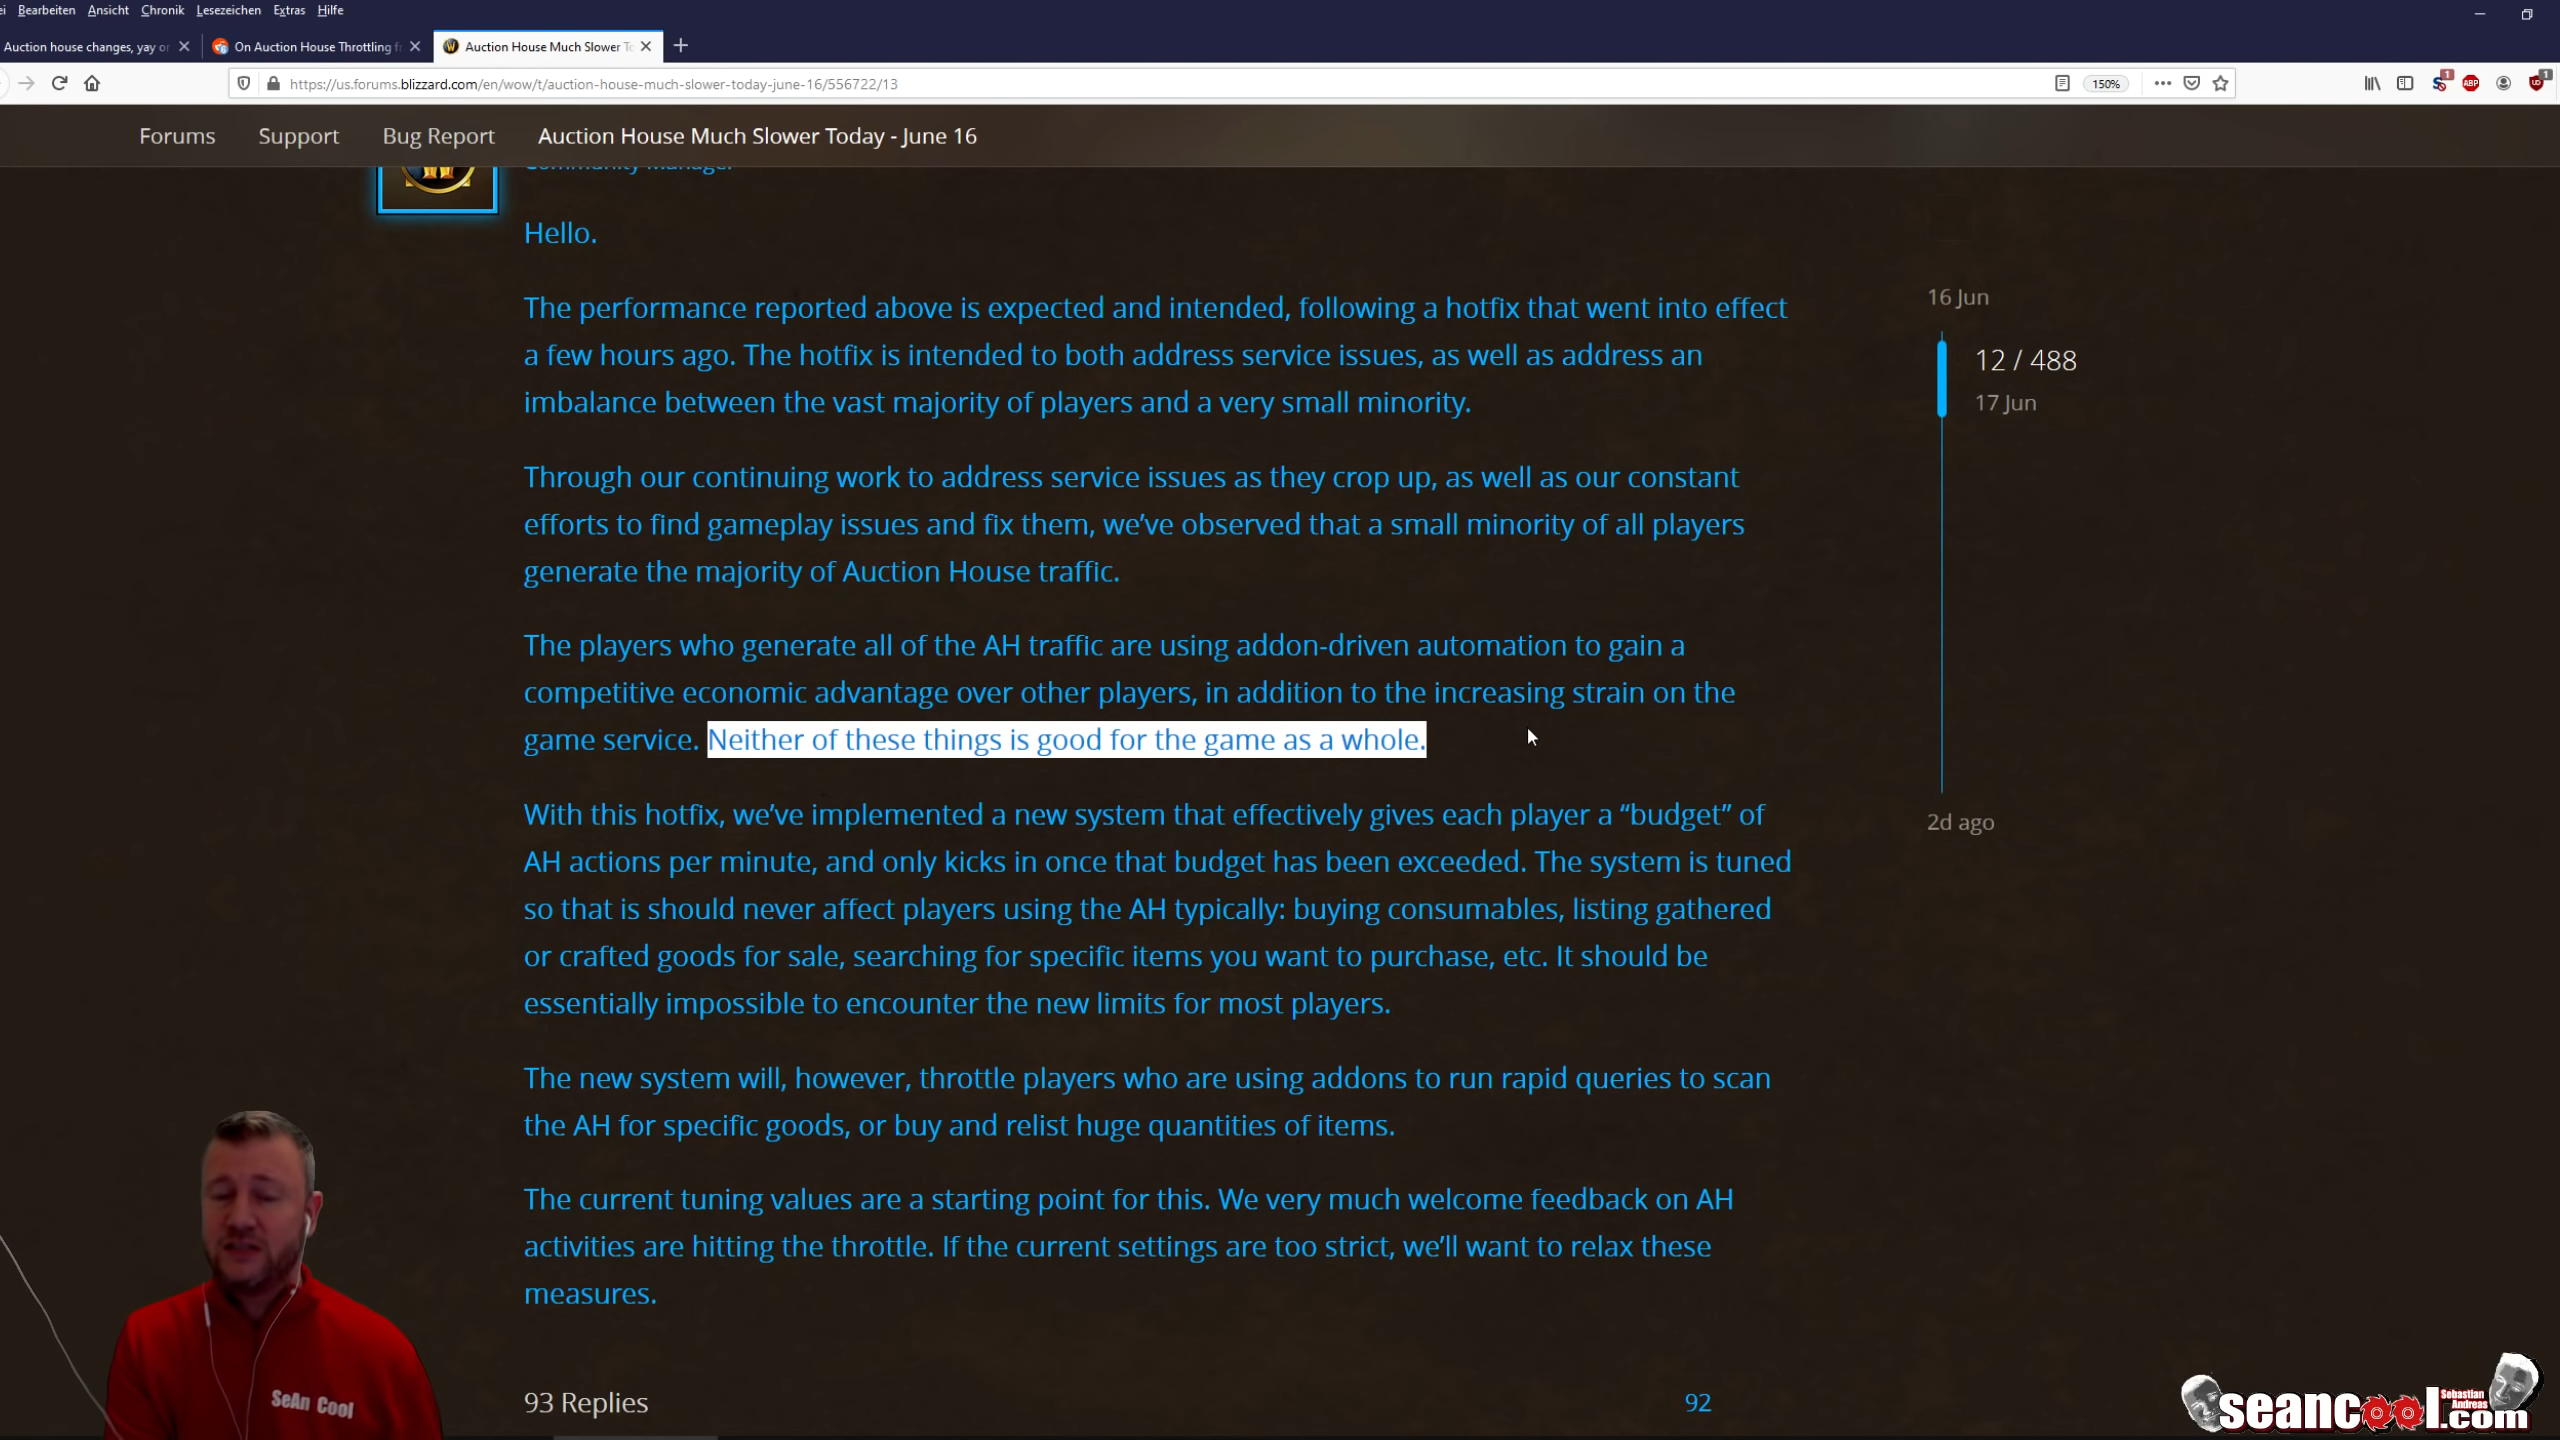 Bearbeiten Ansicht Chronik Lesezeichen Extras Hilfe
Auction house changes, yay or
On Auction House Throttling f
Auction House Much Slower To
https://us.forums.blizzard.com/en/wow/t/auction-house-much-slower-today-june-16/556722/13
150%
1
ABP
1
Forums Support Bug Report Auction House Much Slower Today - June 16
Community Manager
Hello.
The performance reported above is expected and intended, following a hotfix that went into effect
a few hours ago. The hotfix is intended to both address service issues, as well as address an
imbalance between the vast majority of players and a very small minority.
Through our continuing work to address service issues as they crop up, as well as our constant
efforts to find gameplay issues and fix them, we’ve observed that a small minority of all players
generate the majority of Auction House traffic.
The players who generate all of the AH traffic are using addon-driven automation to gain a
competitive economic advantage over other players, in addition to the increasing strain on the
game service. Neither of these things is good for the game as a whole.
With this hotfix, we’ve implemented a new system that effectively gives each player a “budget” of
AH actions per minute, and only kicks in once that budget has been exceeded. The system is tuned
so that is should never affect players using the AH typically: buying consumables, listing gathered
or crafted goods for sale, searching for specific items you want to purchase, etc. It should be
essentially impossible to encounter the new limits for most players.
The new system will, however, throttle players who are using addons to run rapid queries to scan
the AH for specific goods, or buy and relist huge quantities of items.
The current tuning values are a starting point for this. We very much welcome feedback on AH
activities are hitting the throttle. If the current settings are too strict, we’ll want to relax these
measures.
93 Replies
92
16 Jun
12 / 488
17 Jun
2d ago
SeAn Cool
seancool.com
Sebastian
Andreas